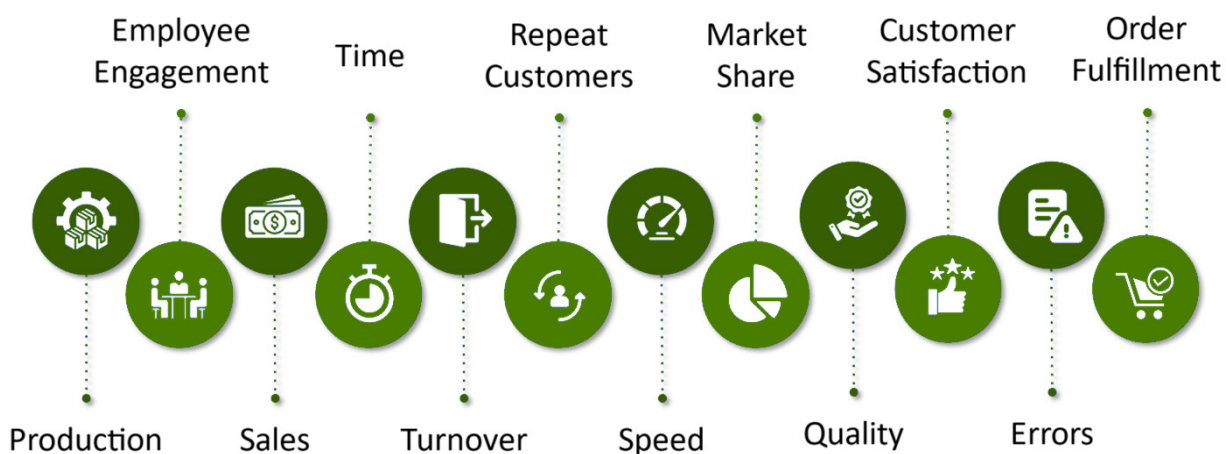 Employee
Engagement
Time
Repeat
Customers
Market
Share
Customer
Satisfaction
Order
Fulfillment
$
Production
Sales
Turnover
Speed
Quality
Errors